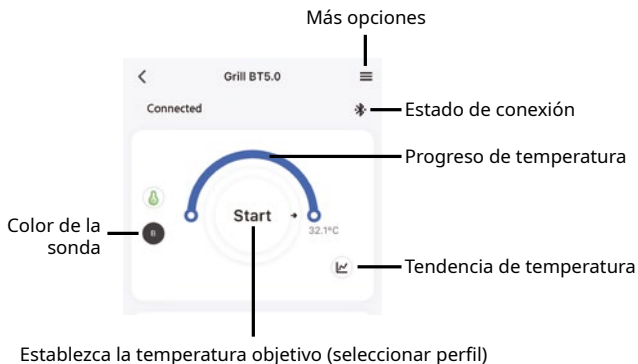 Más opciones
Grill BT5.0
Connected
Estado de conexión
Progreso de temperatura
Start
32.1°C
Color de la
sonda
Tendencia de temperatura
Establezca la temperatura objetivo (seleccionar perfil)